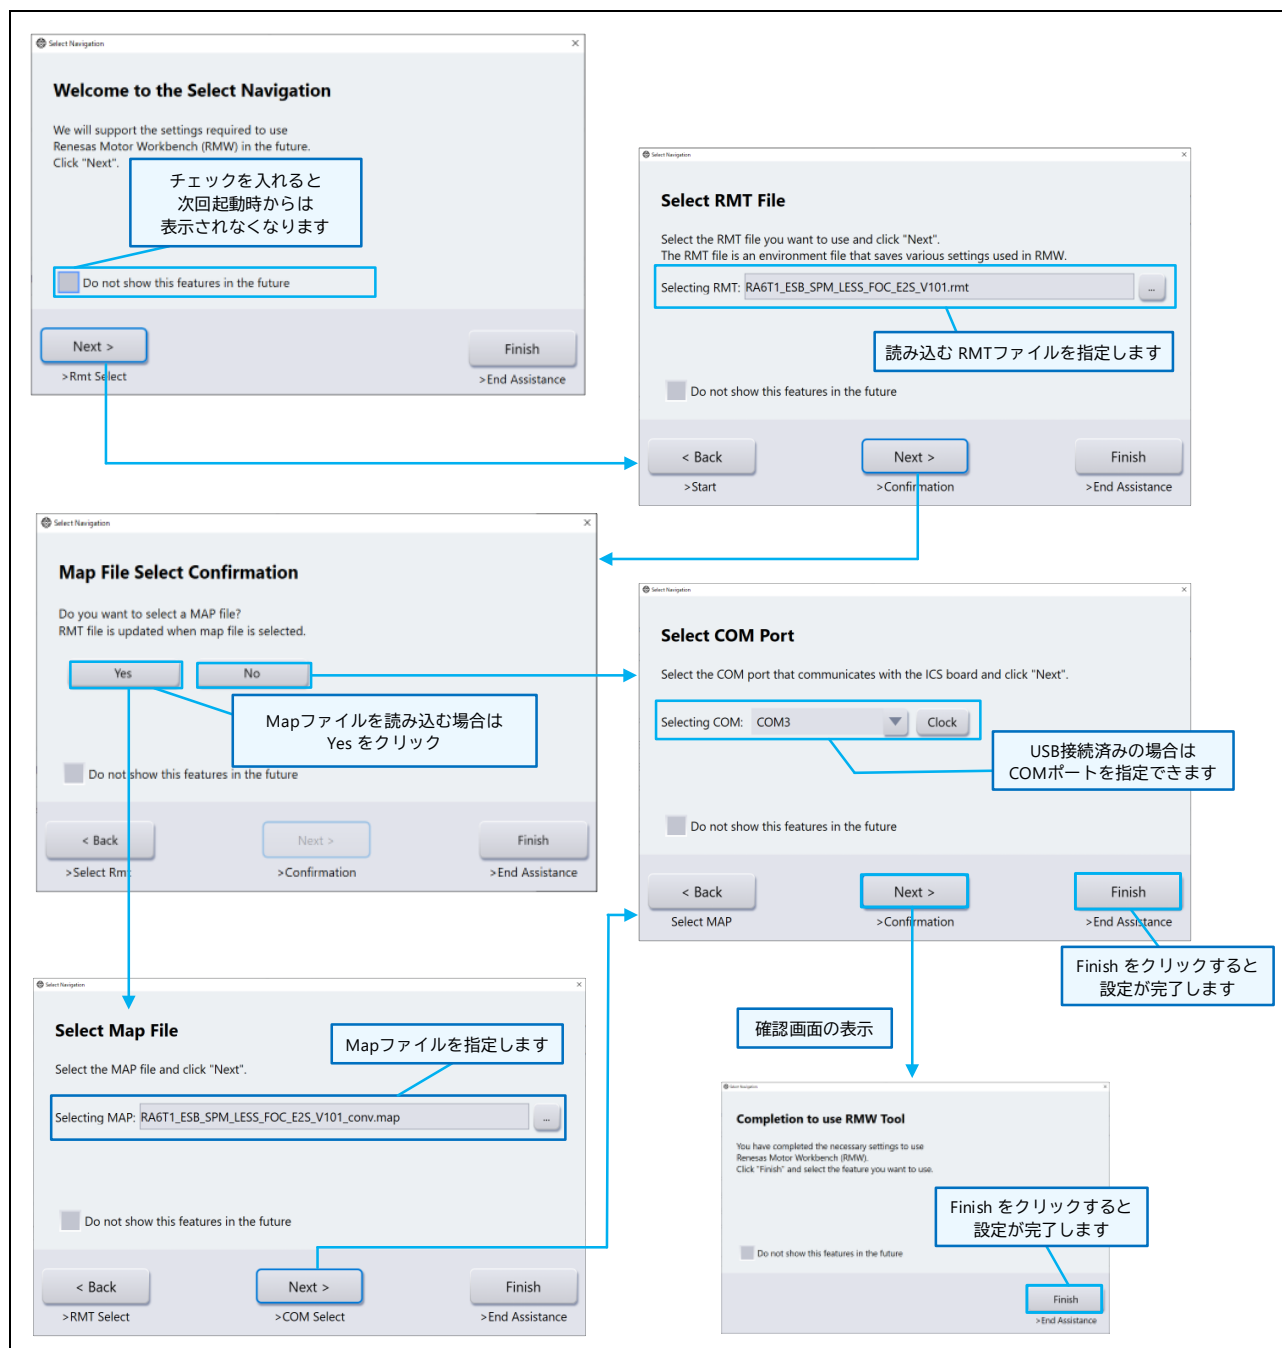 Select Navigation
Welcome to the Select Navigation
We will support the settings required to use
Renesas Motor Workbench (RMW) in the future.
Click "Next".
チェックを入れると
次回起動時からは
表示されなくなります
Do not show this features in the future
Next >
>Rmt Select
Finish
>End Assistance
Select Navigation
Select RMT File
Select the RMT file you want to use and click "Next".
The RMT file is an environment file that saves various settings used in RMW.
Selecting RMT: RA6T1_ESB_SPM_LESS_FOC_E2S_V101.rmt ...
読み込む RMTファイルを指定します
Do not show this features in the future
< Back
>Start
Next >
>Confirmation
Finish
>End Assistance
Select Navigation
Map File Select Confirmation
Do you want to select a MAP file?
RMT file is updated when map file is selected.
Yes
No
Mapファイルを読み込む場合は
Yes をクリック
Do not show this features in the future
< Back
>Select Rmt
Next >
>Confirmation
Finish
>End Assistance
Select Navigation
Select COM Port
Select the COM port that communicates with the ICS board and click "Next".
Selecting COM: COM3 Clock
USB接続済みの場合は
COMポートを指定できます
Do not show this features in the future
< Back
Select MAP
Next >
>Confirmation
Finish
>End Assistance
Finish をクリックすると
設定が完了します
確認画面の表示
Select Navigation
Select Map File
Mapファイルを指定します
Select the MAP file and click "Next".
Selecting MAP: RA6T1_ESB_SPM_LESS_FOC_E2S_V101_conv.map ...
Do not show this features in the future
< Back
>RMT Select
Next >
>COM Select
Finish
>End Assistance
Select Navigation
Completion to use RMW Tool
You have completed the necessary settings to use
Renesas Motor Workbench (RMW).
Click "Finish" and select the feature you want to use.
Finish をクリックすると
設定が完了します
Do not show this features in the future
Finish
>End Assistance